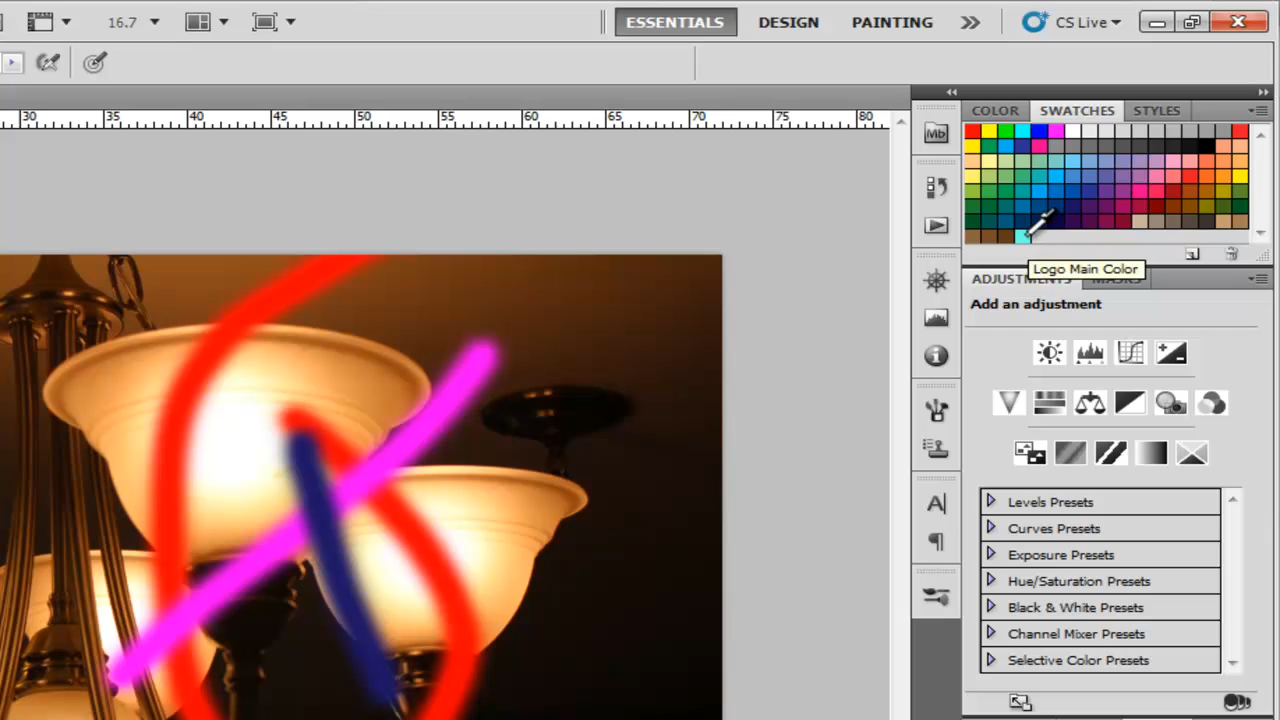 16.7
ESSENTIALS DESIGN PAINTING CS Live
30 35 40 45 50 55 60 65 70 75 80
COLOR SWATCHES STYLES
Mb
Logo Main Color
ADJUSTMENTS MASKS
Add an adjustment
A
Levels Presets
Curves Presets
Exposure Presets
Hue/Saturation Presets
Black & White Presets
Channel Mixer Presets
Selective Color Presets